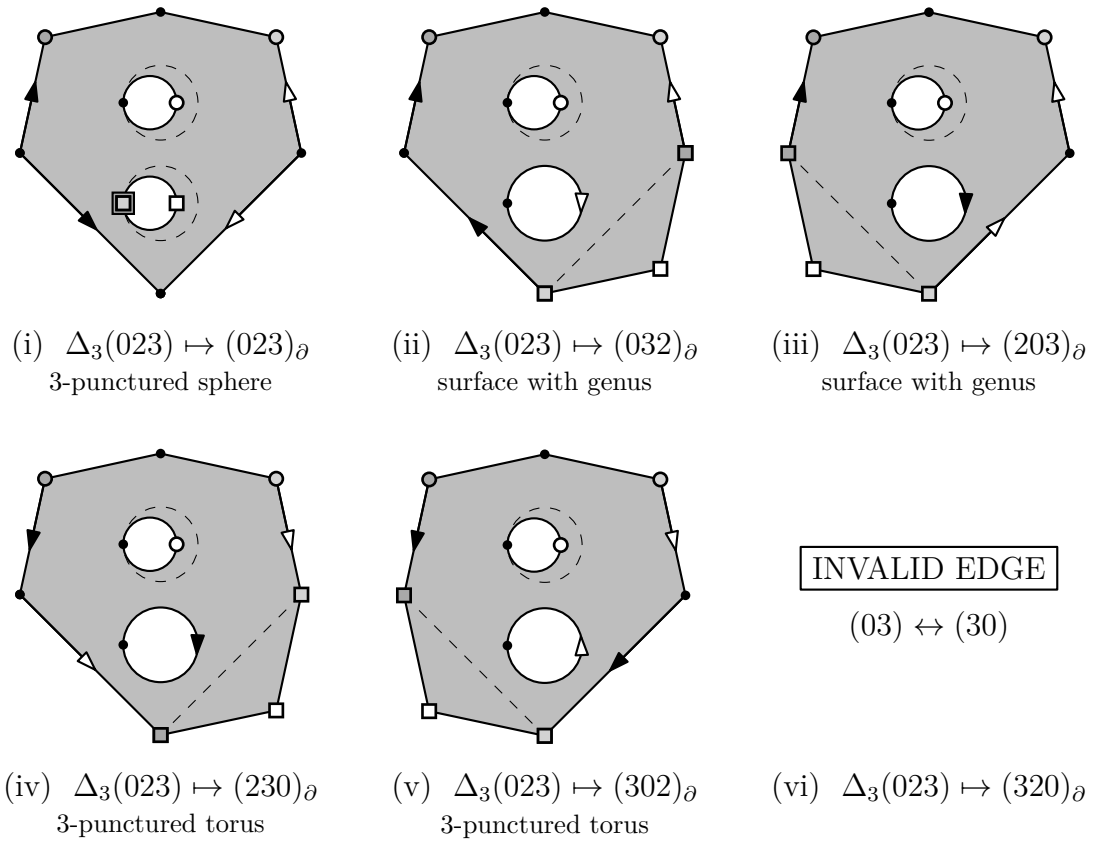 (i) Δ₃(023) ↦ (023)∂
3-punctured sphere
(ii) Δ₃(023) ↦ (032)∂
surface with genus
(iii) Δ₃(023) ↦ (203)∂
surface with genus
(iv) Δ₃(023) ↦ (230)∂
3-punctured torus
(v) Δ₃(023) ↦ (302)∂
3-punctured torus
INVALID EDGE
(03) ↔ (30)
(vi) Δ₃(023) ↦ (320)∂